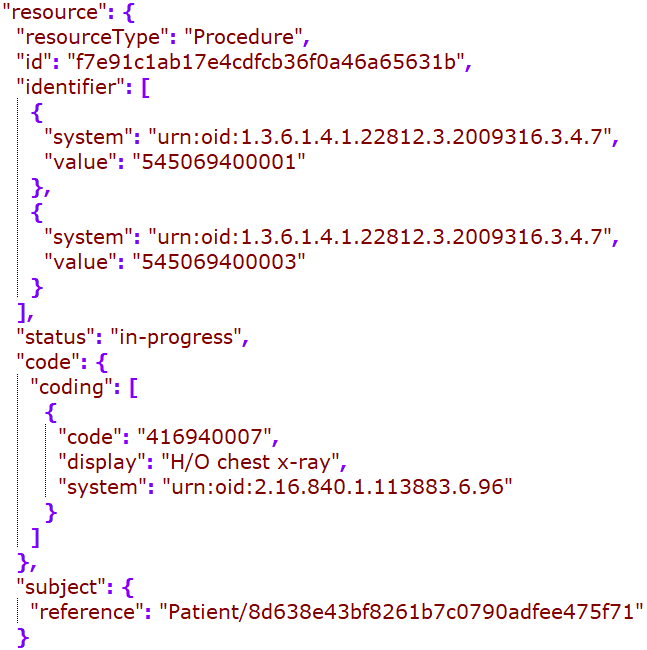 "resource": {
"resourceType": "Procedure",
"id": "f7e91c1ab17e4cdfcb36f0a46a65631b",
"identifier": [
{
"system": "urn:oid:1.3.6.1.4.1.22812.3.2009316.3.4.7",
"value": "545069400001"
},
{
"system": "urn:oid:1.3.6.1.4.1.22812.3.2009316.3.4.7",
"value": "545069400003"
}
],
"status": "in-progress",
"code": {
"coding": [
{
"code": "416940007",
"display": "H/O chest x-ray",
"system": "urn:oid:2.16.840.1.113883.6.96"
}
]
},
"subject": {
"reference": "Patient/8d638e43bf8261b7c0790adfee475f71"
}